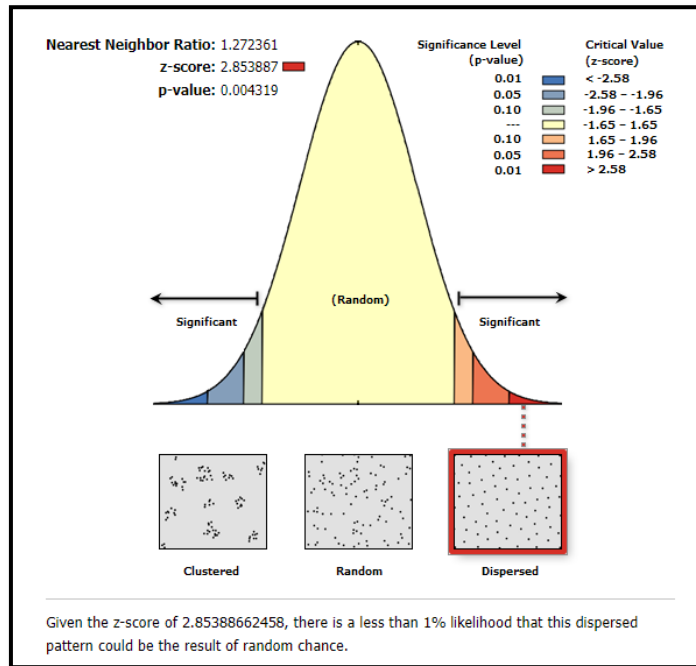 Nearest Neighbor Ratio: 1.272361
z-score: 2.853887
p-value: 0.004319
Significance Level
(p-value)
Critical Value
(z-score)
0.01 < -2.58
0.05 -2.58 – -1.96
0.10 -1.96 – -1.65
--- -1.65 – 1.65
0.10 1.65 – 1.96
0.05 1.96 – 2.58
0.01 > 2.58
Significant
(Random)
Significant
Clustered
Random
Dispersed
Given the z-score of 2.85388662458, there is a less than 1% likelihood that this dispersed
pattern could be the result of random chance.